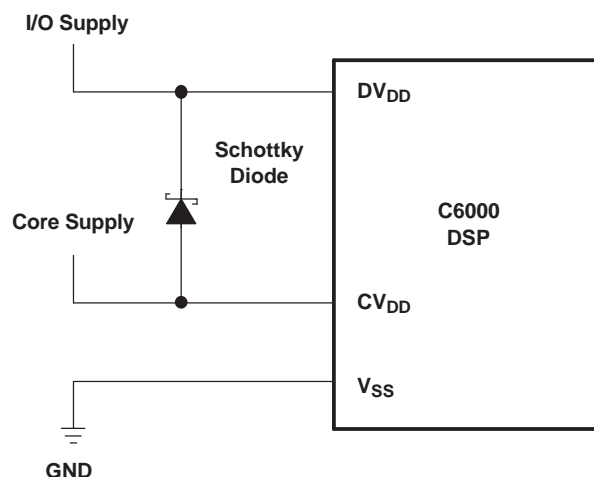 I/O Supply
DVDD
Schottky
Diode
C6000
DSP
Core Supply
CVDD
VSS
GND